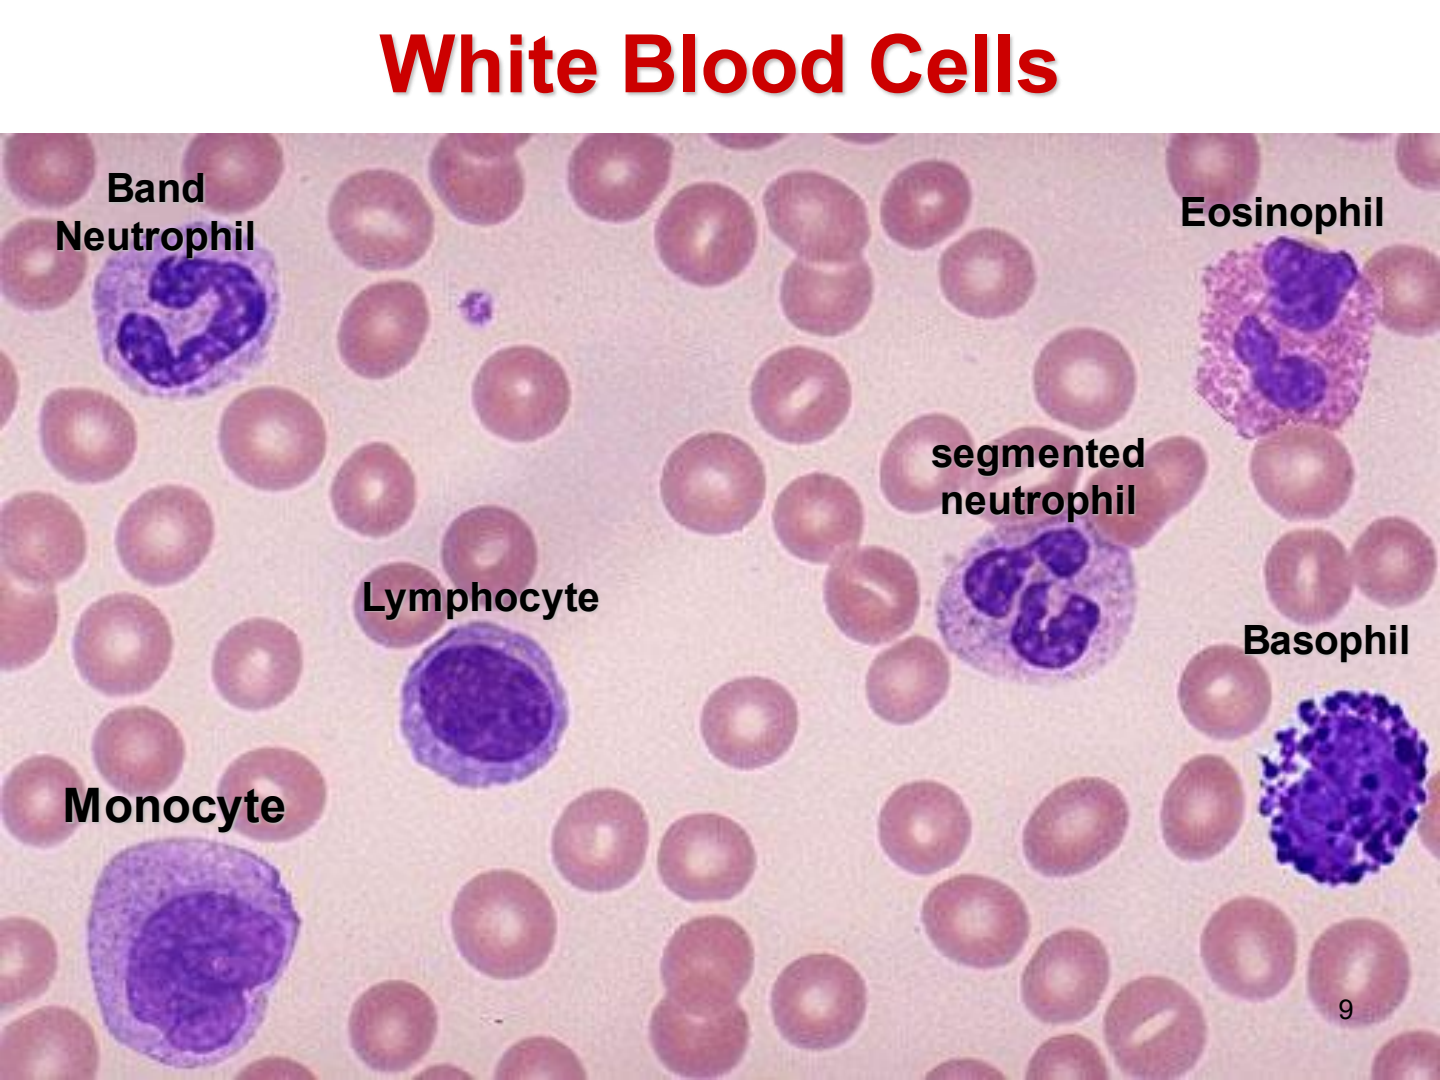 White Blood Cells
Band
Neutrophil
Eosinophil
segmented
neutrophil
Lymphocyte
Basophil
Monocyte
9